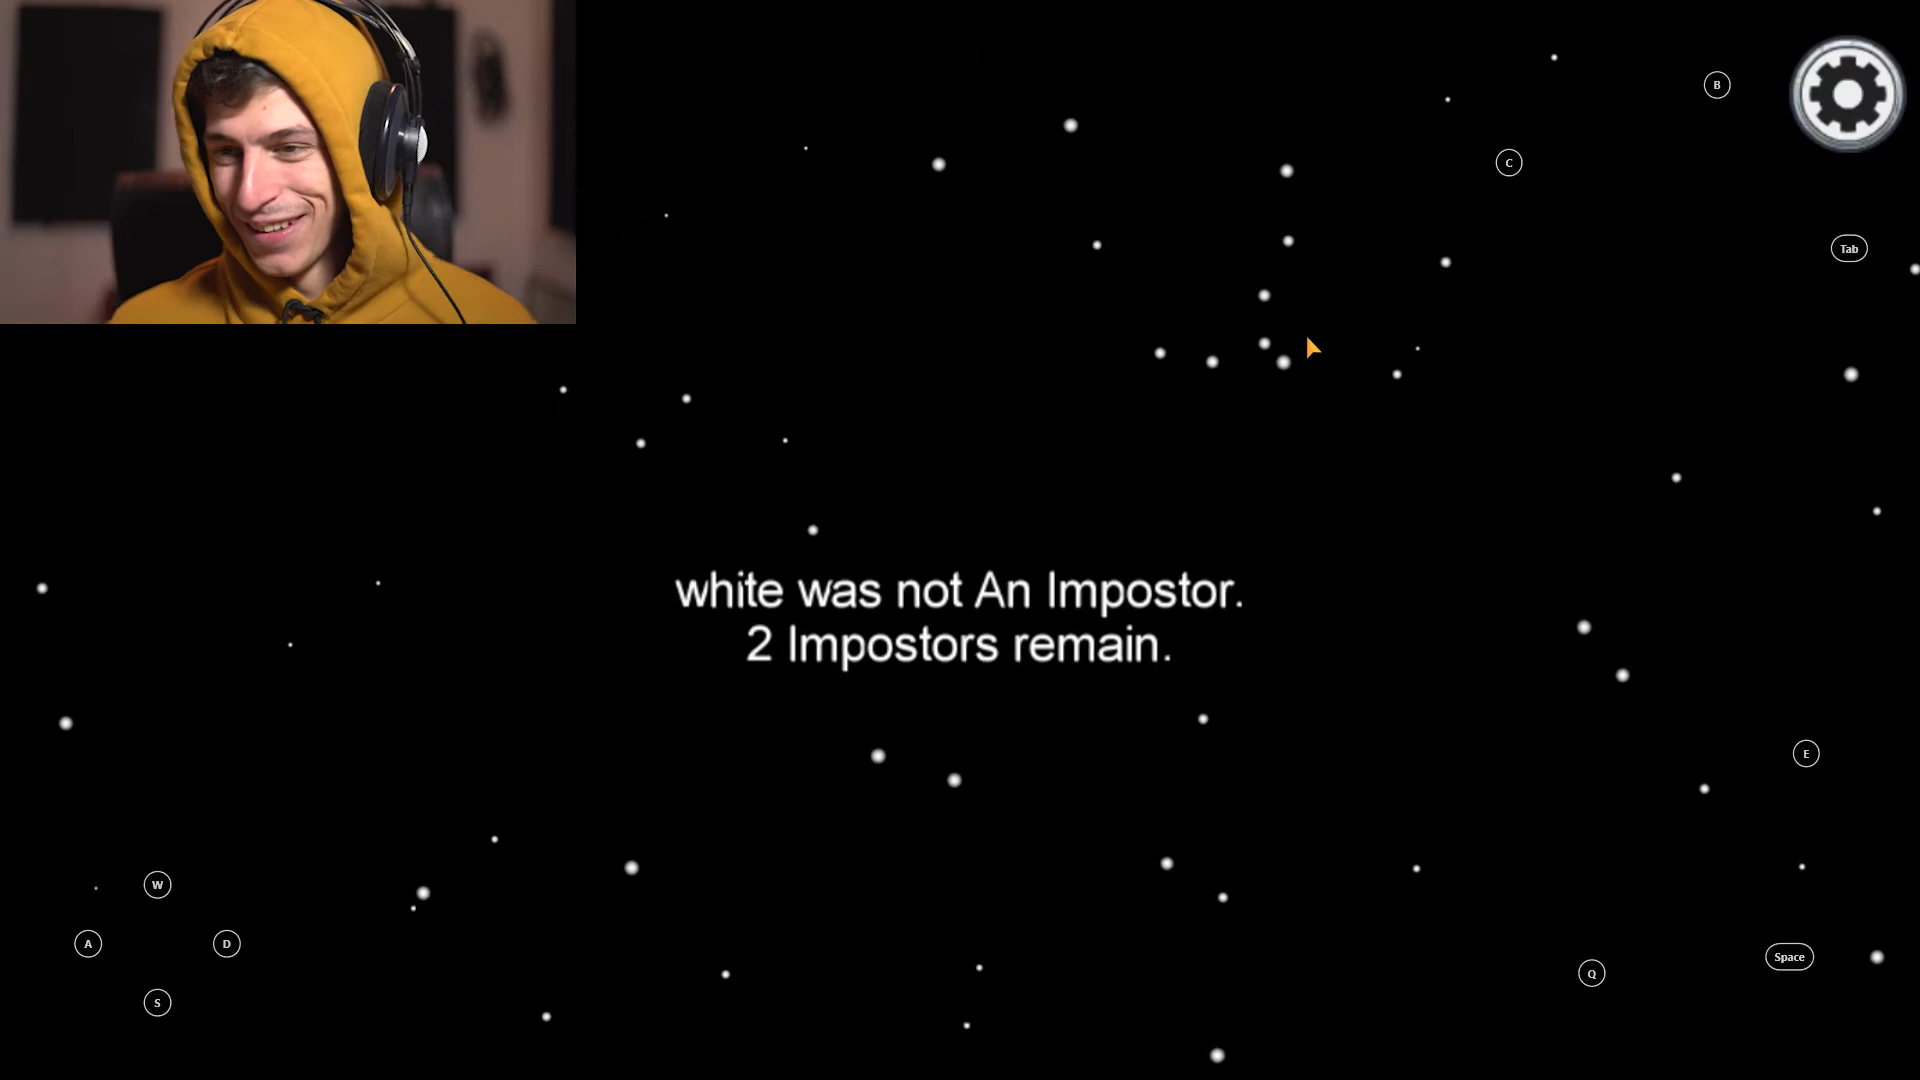 B
C
Tab
white was not An Impostor.
2 Impostors remain.
E
W
A
D
Space
Q
S